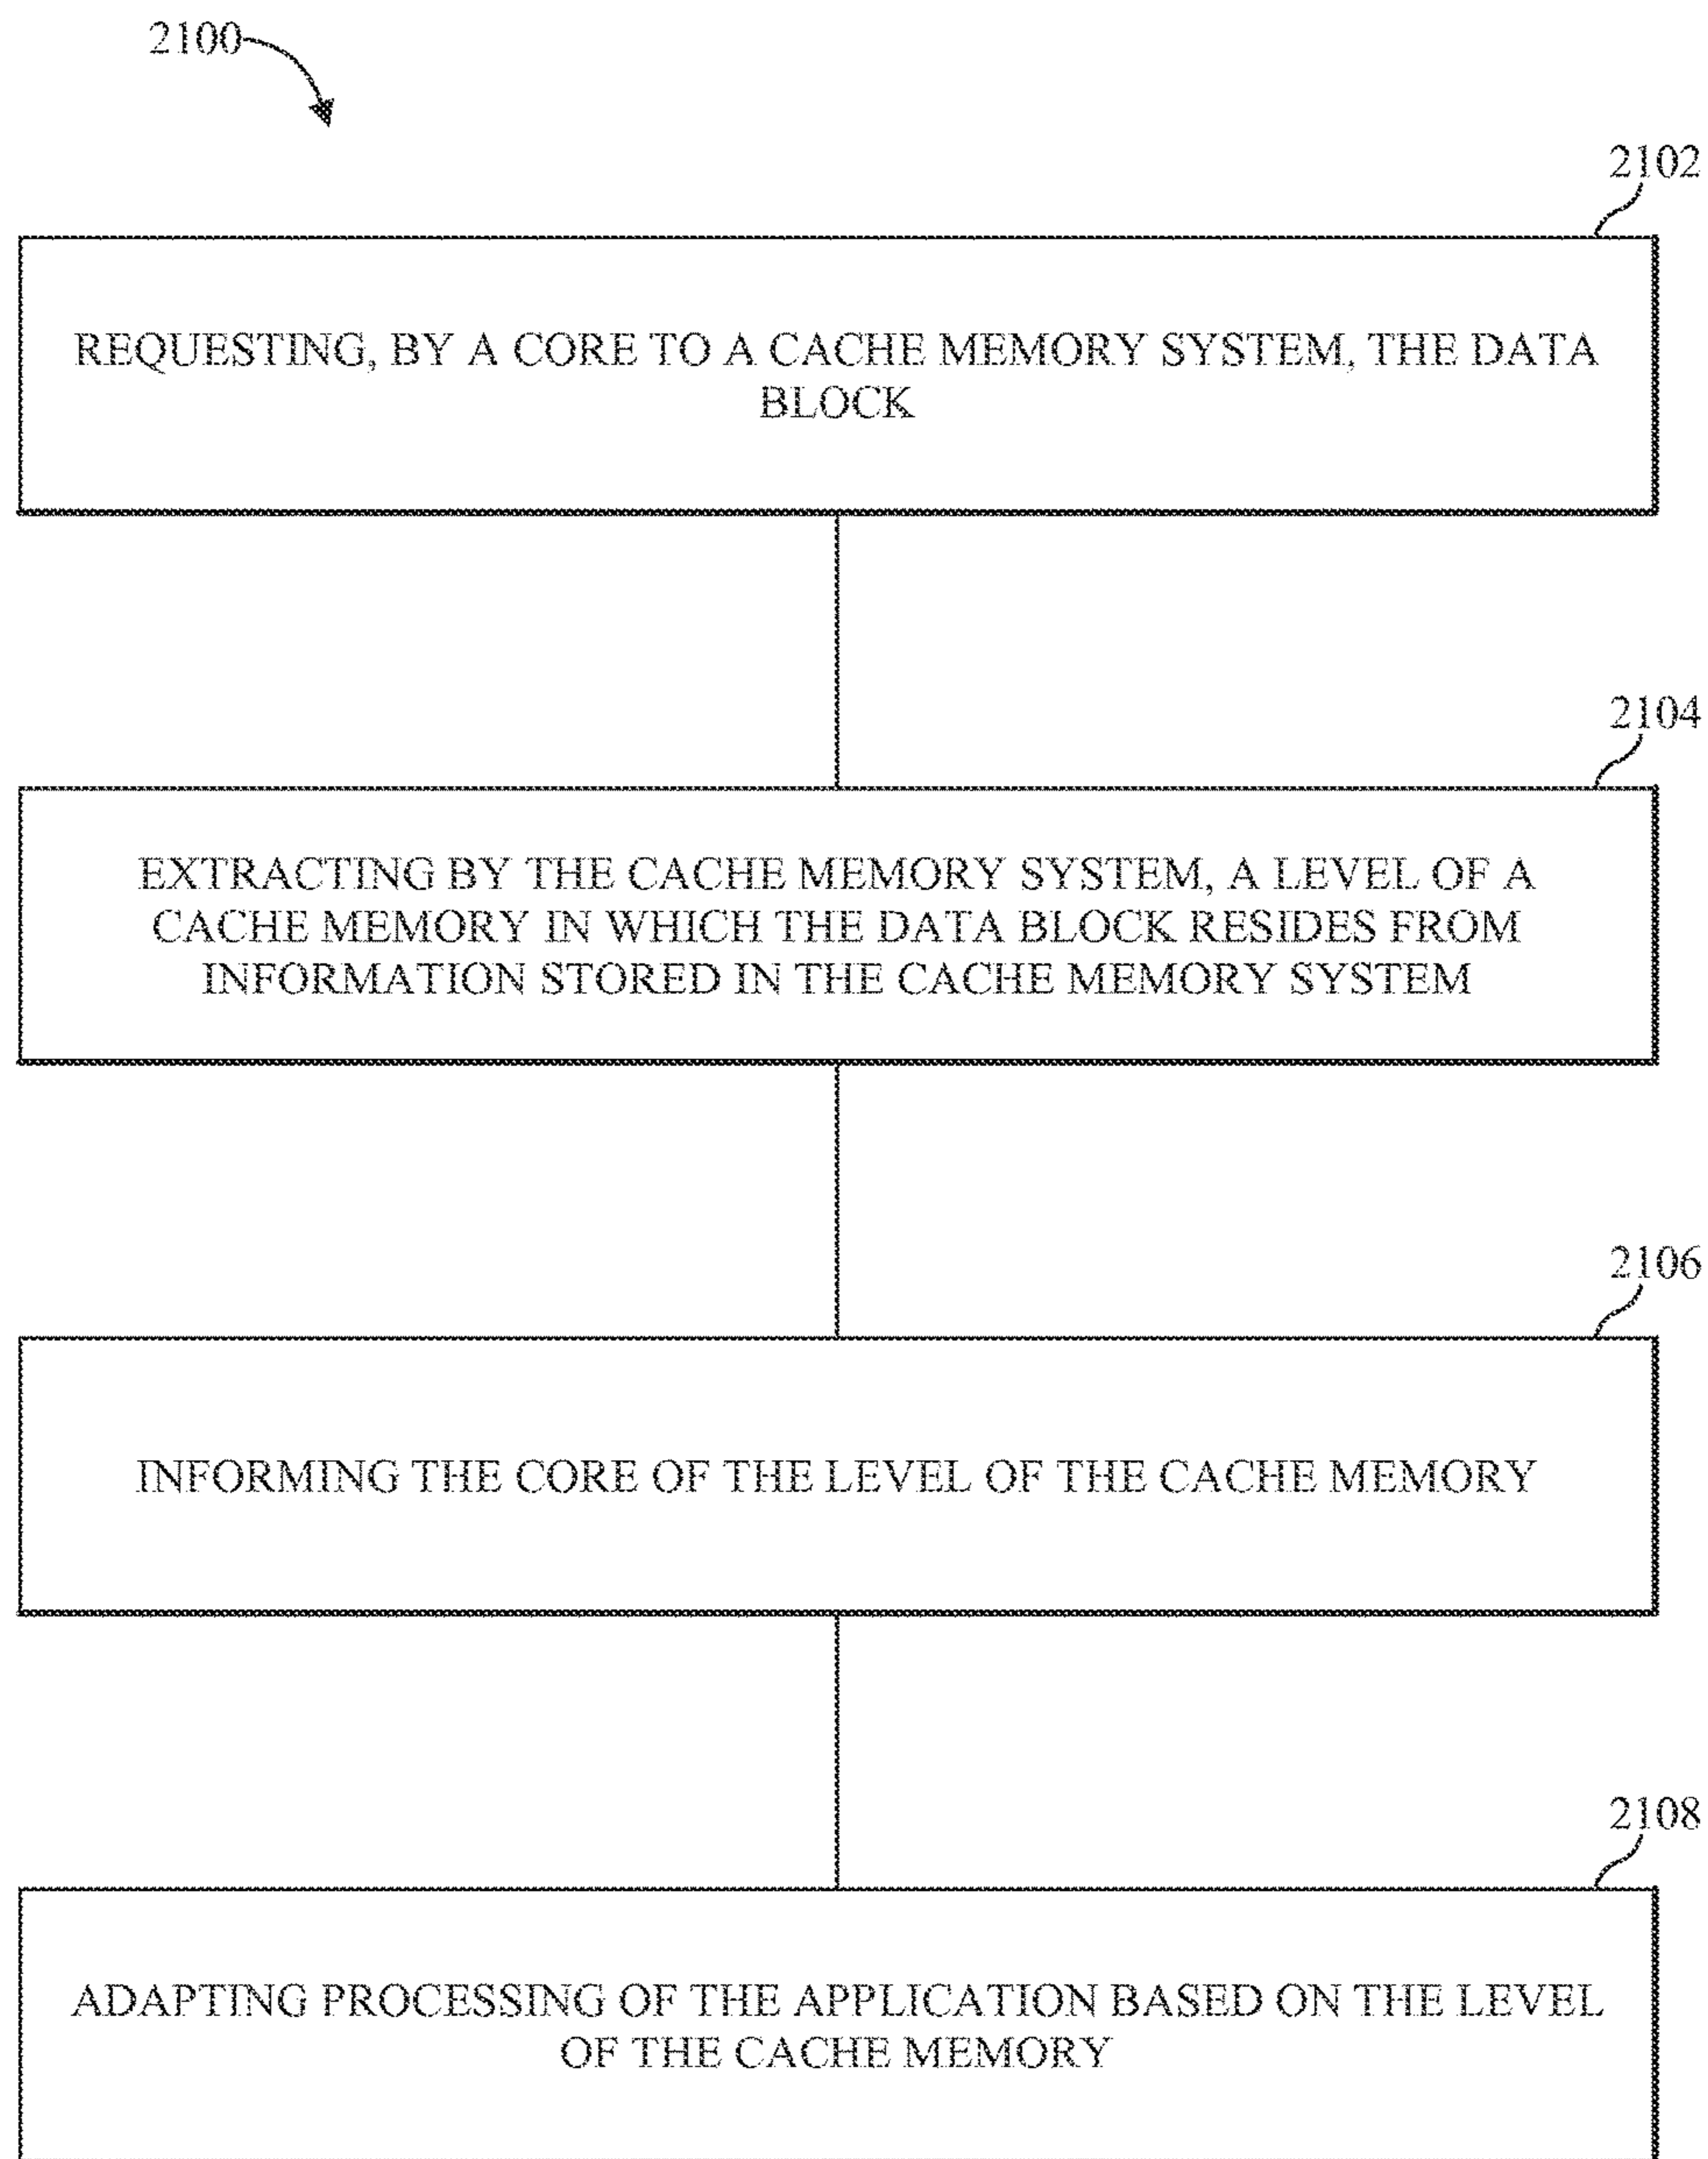 2100
2102
REQUESTING, BY A CORE TO A CACHE MEMORY SYSTEM, THE DATA
BLOCK
2104
EXTRACTING BY THE CACHE MEMORY SYSTEM, A LEVEL OF A
CACHE MEMORY IN WHICH THE DATA BLOCK RESIDES FROM
INFORMATION STORED IN THE CACHE MEMORY SYSTEM
2106
INFORMING THE CORE OF THE LEVEL OF THE CACHE MEMORY
2108
ADAPTING PROCESSING OF THE APPLICATION BASED ON THE LEVEL
OF THE CACHE MEMORY